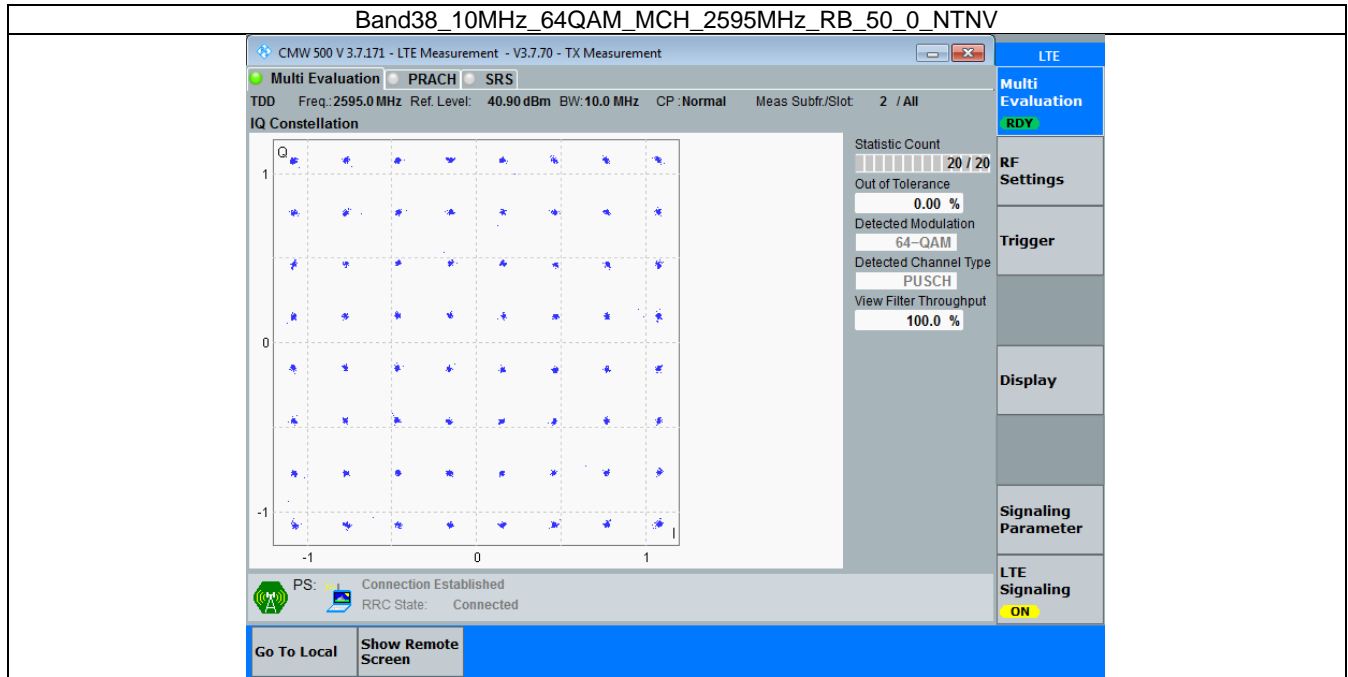 Band38_10MHz_64QAM_MCH_2595MHz_RB_50_0_NTNV
CMW 500 V 3.7.171 - LTE Measurement - V3.7.70 - TX Measurement
LTE
Multi Evaluation PRACH SRS
Multi
Evaluation
RDY
TDD Freq.: 2595.0 MHz Ref. Level: 40.90 dBm BW: 10.0 MHz CP : Normal Meas Subfr./Slot: 2 / All
IQ Constellation
Q
1
0
-1
-1 0 1
I
Statistic Count
20 / 20
Out of Tolerance
0.00 %
Detected Modulation
64-QAM
Detected Channel Type
PUSCH
View Filter Throughput
100.0 %
RF
Settings
Trigger
Display
Signaling
Parameter
LTE
Signaling
ON
PS: Connection Established
RRC State: Connected
Go To Local
Show Remote
Screen